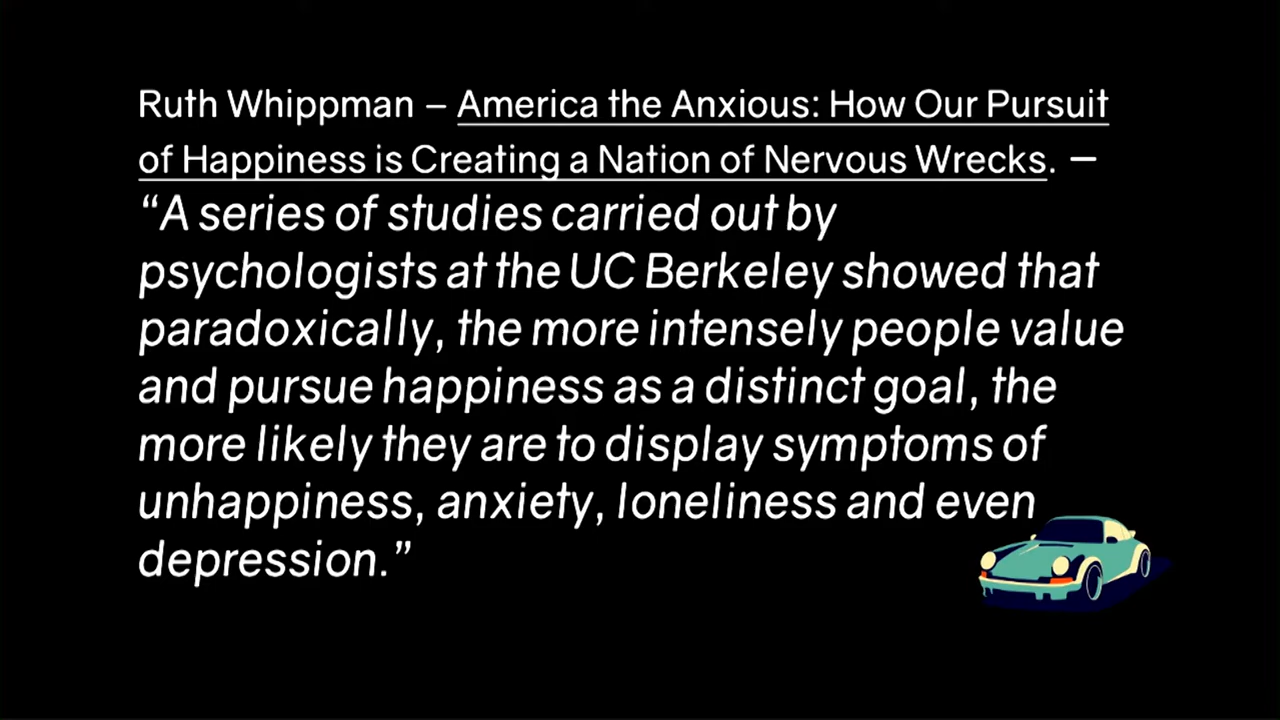 Ruth Whippman – America the Anxious: How Our Pursuit
of Happiness is Creating a Nation of Nervous Wrecks. –
“A series of studies carried out by
psychologists at the UC Berkeley showed that
paradoxically, the more intensely people value
and pursue happiness as a distinct goal, the
more likely they are to display symptoms of
unhappiness, anxiety, loneliness and even
depression.”